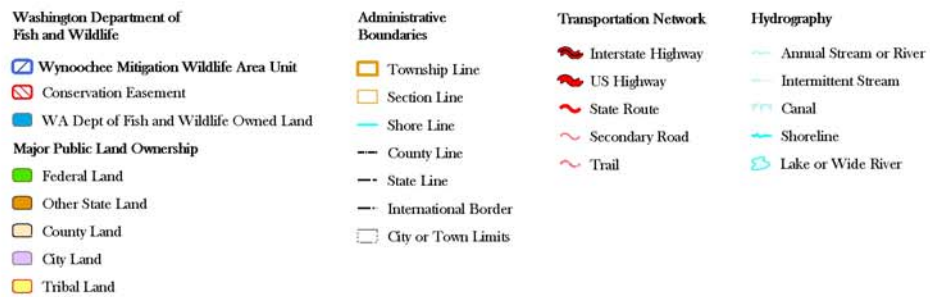 Washington Department of
Fish and Wildlife
Wynoochee Mitigation Wildlife Area Unit
Conservation Easement
WA Dept of Fish and Wildlife Owned Land
Major Public Land Ownership
Federal Land
Other State Land
County Land
City Land
Tribal Land
Administrative
Boundaries
Township Line
Section Line
Shore Line
County Line
State Line
International Border
City or Town Limits
Transportation Network
Interstate Highway
US Highway
State Route
Secondary Road
Trail
Hydrography
Annual Stream or River
Intermittent Stream
Canal
Shoreline
Lake or Wide River